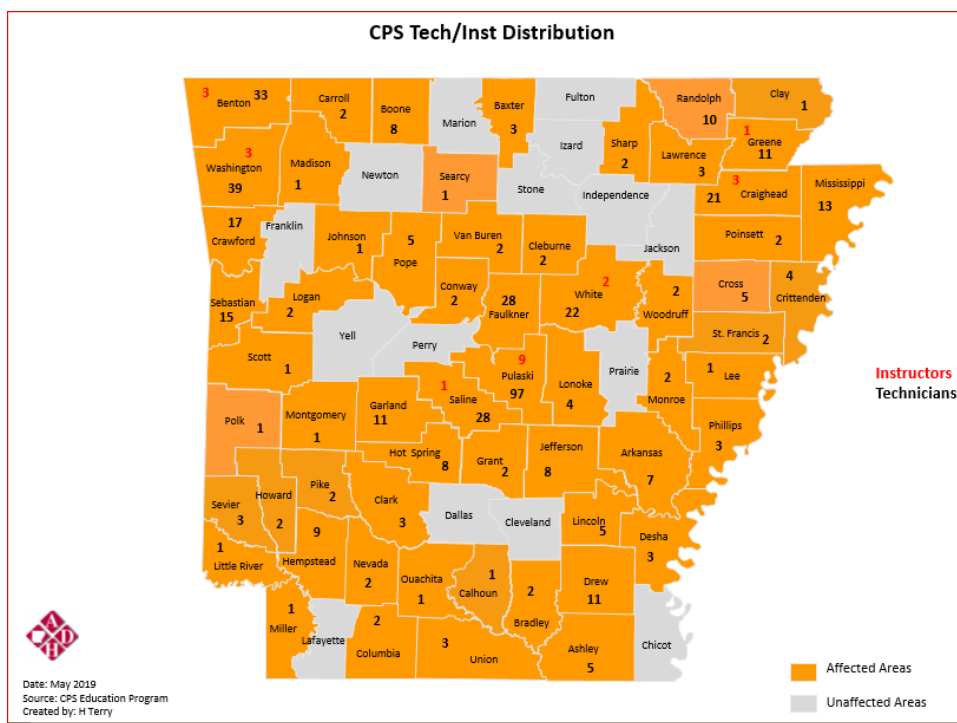 CPS Tech/Inst Distribution
3
Benton 33
Carroll
2
Boone
8
Marion
Baxter
3
Fulton
Randolph
10
Clay
1
3
Washington
39
Madison
1
Newton
Searcy
1
Stone
Izard
Sharp
2
Lawrence
3
1
Greene
11
Independence
3
21 Craighead
Mississippi
13
17
Crawford
Franklin
Johnson
1
5
Pope
Van Buren
2
Cleburne
2
Jackson
Poinsett
2
Sebastian
15
Logan
2
Conway
2
28
Faulkner
2
White
22
2
Woodruff
Cross
5
4
Crittenden
Yell
Perry
St. Francis
2
Scott
1
9
Pulaski
97
Prairie
1
Lee
Instructors
Technicians
1
Saline
28
Lonoke
4
2
Monroe
Polk
1
Montgomery
1
Garland
11
Phillips
3
Hot Spring
8
Grant
2
Jefferson
8
Arkansas
7
Sevier
3
Howard
2
Pike
2
Clark
3
Dallas
Cleveland
Lincoln
5
Desha
3
1
Little River
9
Hempstead
Nevada
2
Ouachita
1
1
Calhoun
2
Bradley
Drew
11
1
Miller
Lafayette
2
Columbia
3
Union
Ashley
5
Chicot
A
C D
H
Affected Areas
Unaffected Areas
Date: May 2019
Source: CPS Education Program
Created by: H Terry